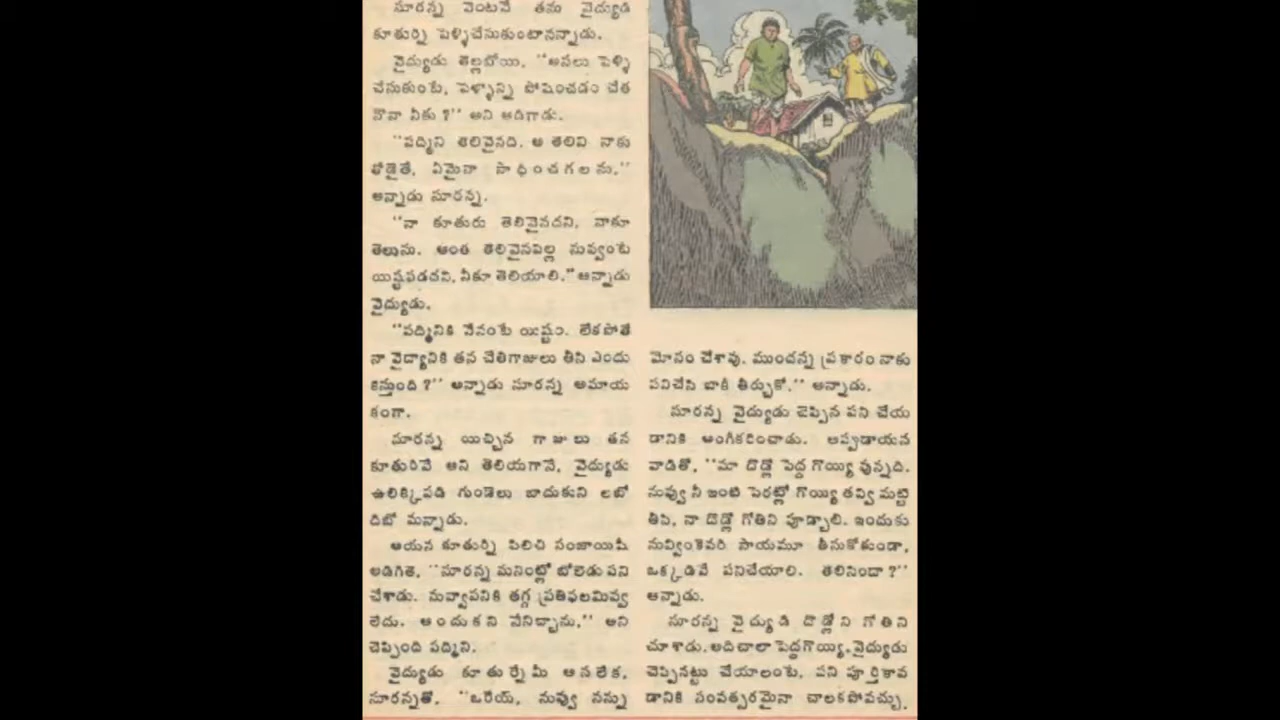 సూరన్న వెంటనే తను వైద్యుడి
కూతుర్ని పెళ్ళిచేసుకుంటానన్నాడు.
వైద్యుడు తెల్లబోయి, "అసలు పెళ్ళి
చేసుకుంటే, పెళ్ళాన్ని పోషించడం చేత
నౌనా నీకు ?" అని అడిగాడు.
"పద్మిని తెలివైనది. ఆ తెలివి నాకు
తోడైతే, ఏమైనా సాధించగలను,"
అన్నాడు సూరన్న.
"నా కూతురు తెలివైనదని, నాకూ
తెలుసు. అంత తెలివైనపిల్ల నువ్వంటే
యిష్టపడదని, నీకూ తెలియాలి." అన్నాడు
వైద్యుడు.
"పద్మినికి నేనంటే యిష్టం. లేకపోతే
నా వైద్యానికి తన చేతిగాజులు తీసి ఎందు
కిస్తుంది ?" అన్నాడు సూరన్న అమాయ
కంగా.
సూరన్న యిచ్చిన గాజులు తన
కూతురివే అని తెలియగానే, వైద్యుడు
ఉలిక్కిపడి గుండెలు బాదుకుని లబో
దిబో మన్నాడు.
ఆయన కూతుర్ని పిలిచి సంజాయిషీ
అడిగితె, "సూరన్న మనింట్లో బోలెడు పని
చేశాడు. నువ్వాపనికి తగ్గ ప్రతిఫలమివ్వ
లేదు. అందుకని నేనిచ్చాను," అని
చెప్పింది పద్మిని.
వైద్యుడు కూతుర్నేమీ అనలేక,
సూరన్నతో, "ఒరేయ్, నువ్వు నన్ను
మోసం చేశావు. ముందన్న ప్రకారం నాకు
పనిచేసి బాకీ తీర్చుకో." అన్నాడు.
సూరన్న వైద్యుడు చెప్పిన పని చేయ
డానికి అంగీకరించాడు. అప్పుడాయన
వాడితో, "మా దొడ్లో పెద్ద గొయ్యి వున్నది.
నువ్వు నీ ఇంటి పెరట్లో గొయ్యి తవ్వి మట్టి
తీసి, నా దొడ్లో గోతిని పూడ్చాలి. ఇందుకు
నువ్వింకెవరి సాయమూ తీసుకోకుండా,
ఒక్కడివే పనిచేయాలి. తెలిసిందా ?"
అన్నాడు.
సూరన్న వైద్యుడి దొడ్లోని గోతిని
చూశాడు. అదిచాలా పెద్దగొయ్యి. వైద్యుడు
చెప్పినట్టు చేయాలంటే, పని పూర్తికావ
డానికి సంవత్సరమైనా చాలకపోవచ్చు.